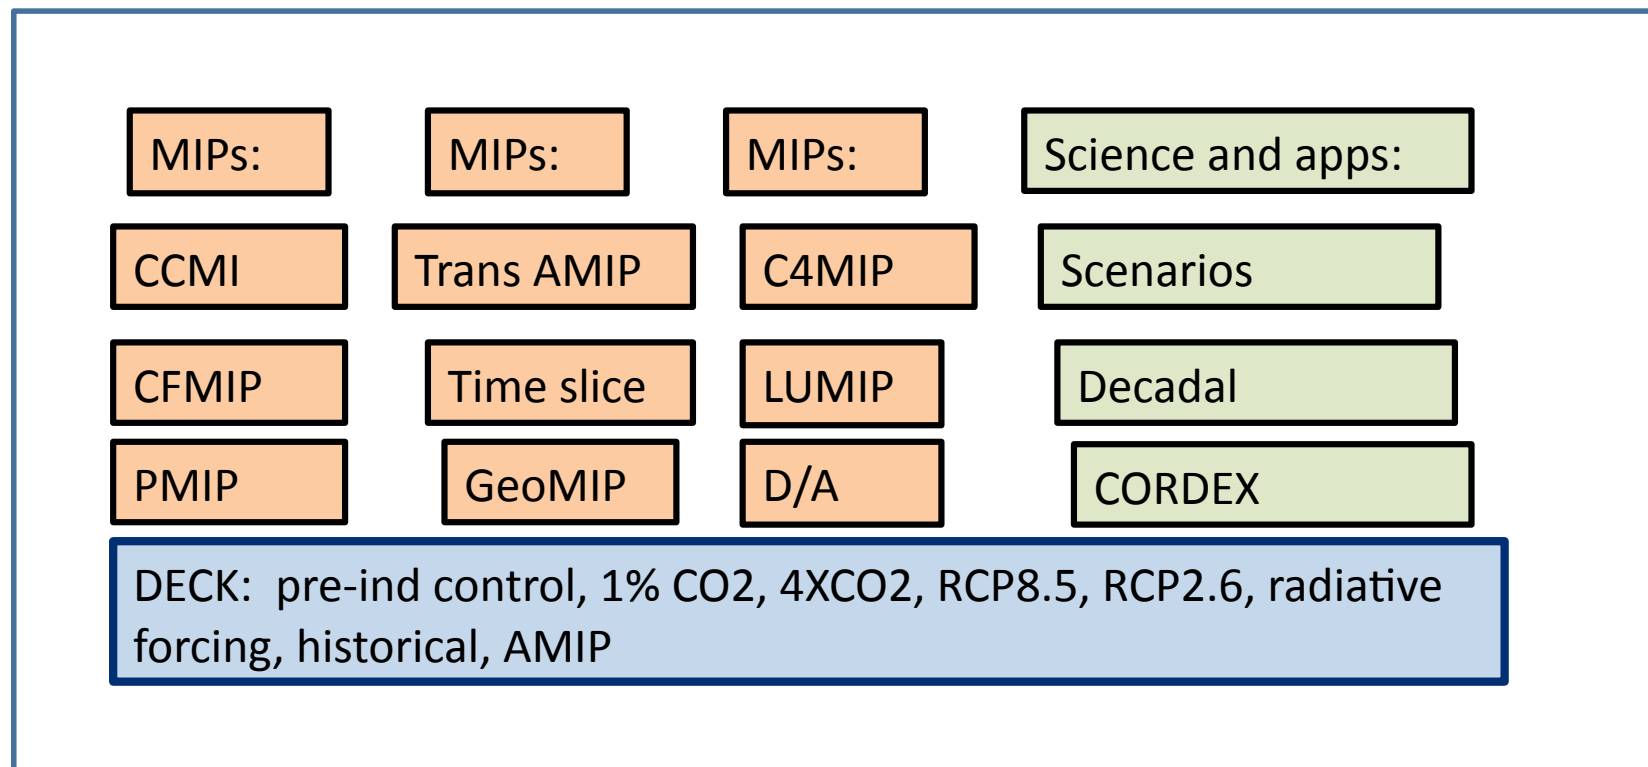 MIPs:
MIPs:
MIPs:
Science and apps:
CCMI
Trans AMIP
C4MIP
Scenarios
CFMIP
Time slice
LUMIP
Decadal
PMIP
GeoMIP
D/A
CORDEX
DECK:  pre-ind control, 1% CO2, 4XCO2, RCP8.5, RCP2.6, radiative
forcing, historical, AMIP